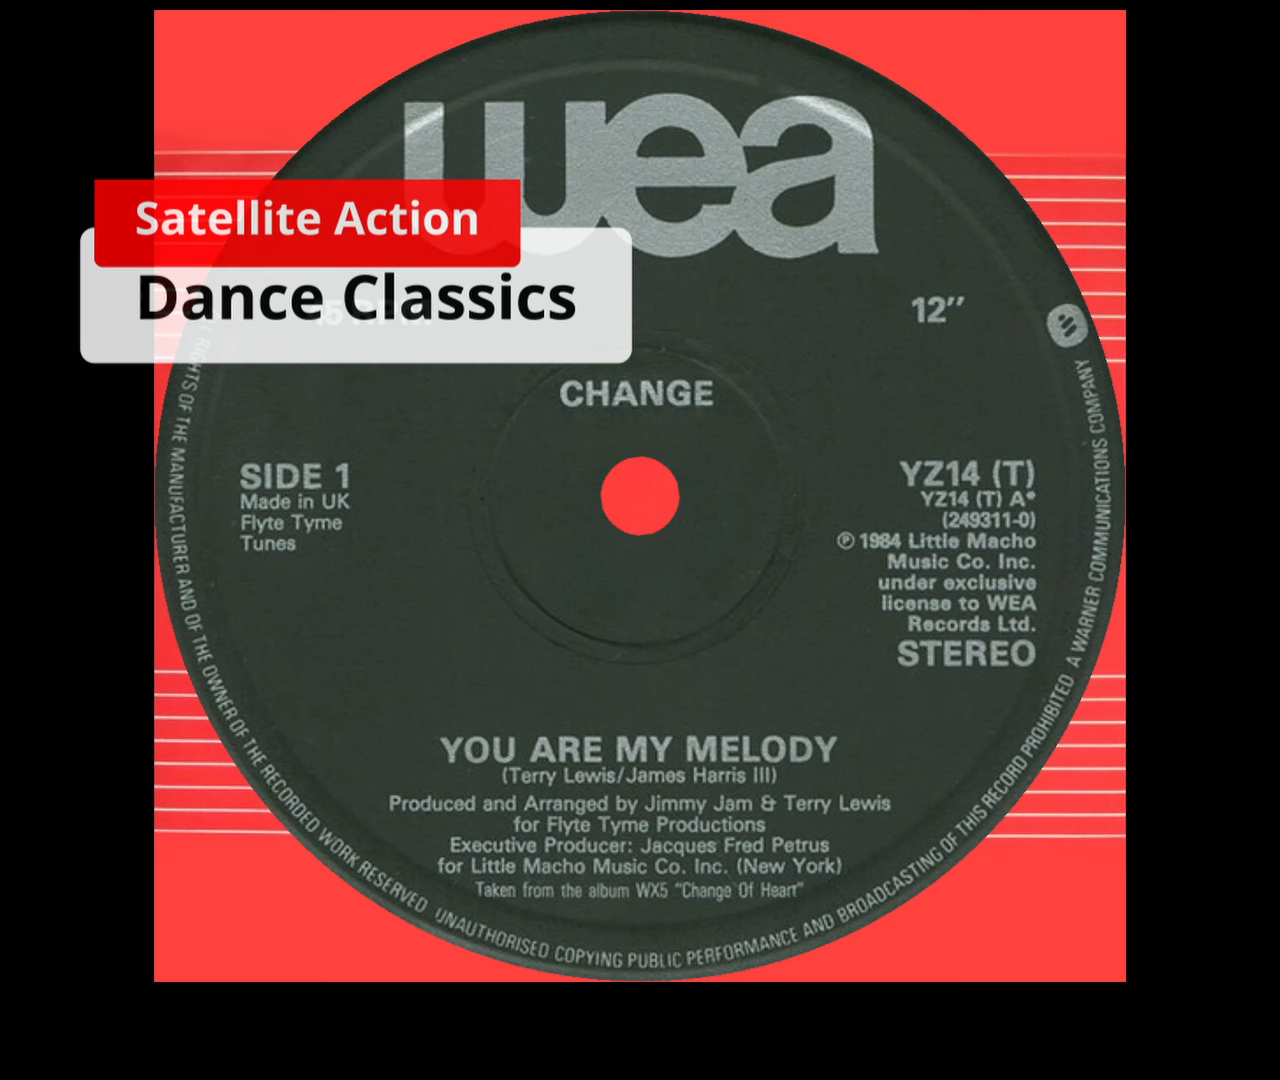 wea
Satellite Action
Dance Classics
12″
CHANGE
SIDE 1
Made in UK
Flyte Tyme
Tunes
YZ14 (T)
YZ14 (T) A*
(249311-0)
℗ 1984 Little Macho
Music Co. Inc.
under exclusive
license to WEA
Records Ltd.
STEREO
YOU ARE MY MELODY
(Terry Lewis/James Harris III)
Produced and Arranged by Jimmy Jam & Terry Lewis
for Flyte Tyme Productions
Executive Producer: Jacques Fred Petrus
for Little Macho Music Co. Inc. (New York)
Taken from the album WX5 "Change Of Heart"
RIGHTS OF THE MANUFACTURER AND OF THE OWNER OF THE RECORDED WORK RESERVED UNAUTHORISED COPYING PUBLIC PERFORMANCE AND BROADCASTING OF THIS RECORD PROHIBITED A WARNER COMMUNICATIONS COMPANY